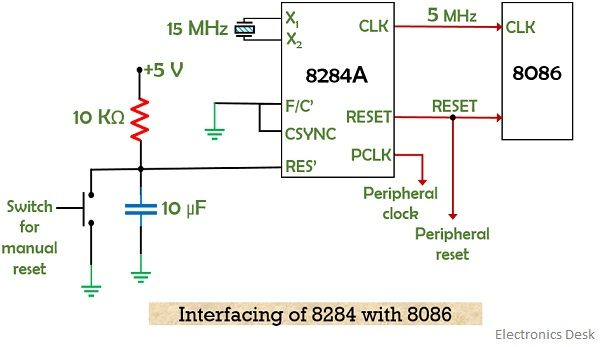 15 MHz
X1
X2
CLK
5 MHz
CLK
8284A
8086
+5 V
10 KΩ
F/C'
CSYNC
RESET
RESET
RES'
PCLK
Peripheral
clock
Peripheral
reset
Switch
for
manual
reset
10 µF
Interfacing of 8284 with 8086
Electronics Desk